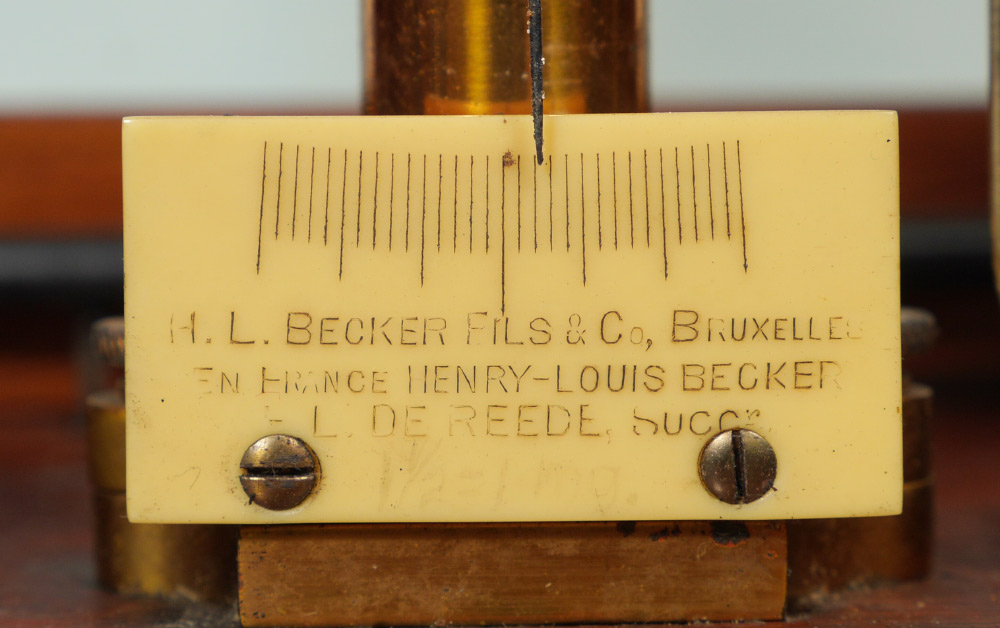 H. L. BECKER FILS & Co, BRUXELLES
EN FRANCE HENRY-LOUIS BECKER
L. DE REEDE, Succr.